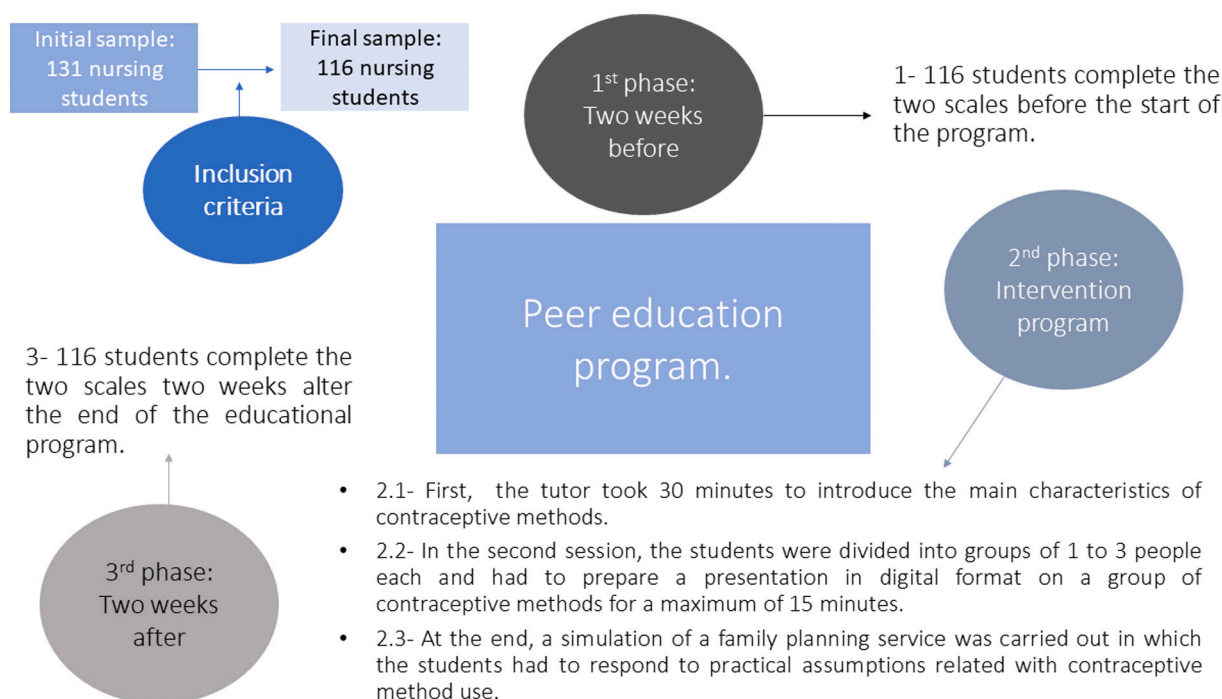 Initial sample:
131 nursing
students
Final sample:
116 nursing
students
Inclusion
criteria
1st phase:
Two weeks
before
1- 116 students complete the
two scales before the start of
the program.
2nd phase:
Intervention
program
Peer education
program.
3- 116 students complete the
two scales two weeks alter
the end of the educational
program.
3rd phase:
Two weeks
after
• 2.1- First, the tutor took 30 minutes to introduce the main characteristics of
contraceptive methods.
• 2.2- In the second session, the students were divided into groups of 1 to 3 people
each and had to prepare a presentation in digital format on a group of
contraceptive methods for a maximum of 15 minutes.
• 2.3- At the end, a simulation of a family planning service was carried out in which
the students had to respond to practical assumptions related with contraceptive
method use.